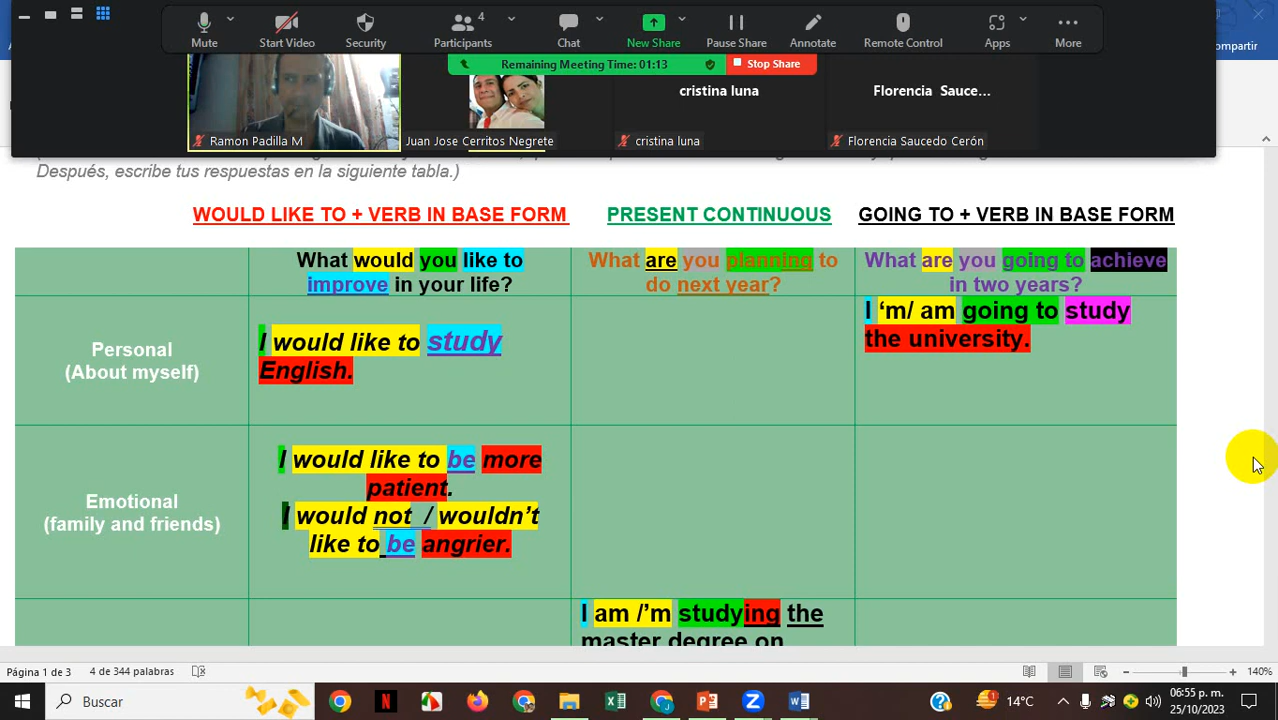 4
Mute
Start Video
Security
Participants
Chat
New Share
Pause Share
Annotate
Remote Control
Apps
More
ompartir
Remaining Meeting Time: 01:13
Stop Share
cristina luna
Florencia Sauce...
Ramon Padilla M
Juan Jose Cerritos Negrete
cristina luna
Florencia Saucedo Cerón
Después, escribe tus respuestas en la siguiente tabla.)
WOULD LIKE TO + VERB IN BASE FORM
PRESENT CONTINUOUS
GOING TO + VERB IN BASE FORM
What would you like to
improve in your life?
What are you planning to
do next year?
What are you going to achieve
in two years?
Personal
(About myself)
I would like to study
English.
I ‘m/ am going to study
the university.
Emotional
(family and friends)
I would like to be more
patient.
I would not / wouldn’t
like to be angrier.
I am /’m studying the
master degree on
Página 1 de 3
4 de 344 palabras
140%
Buscar
14°C
06:55 p. m.
25/10/2023